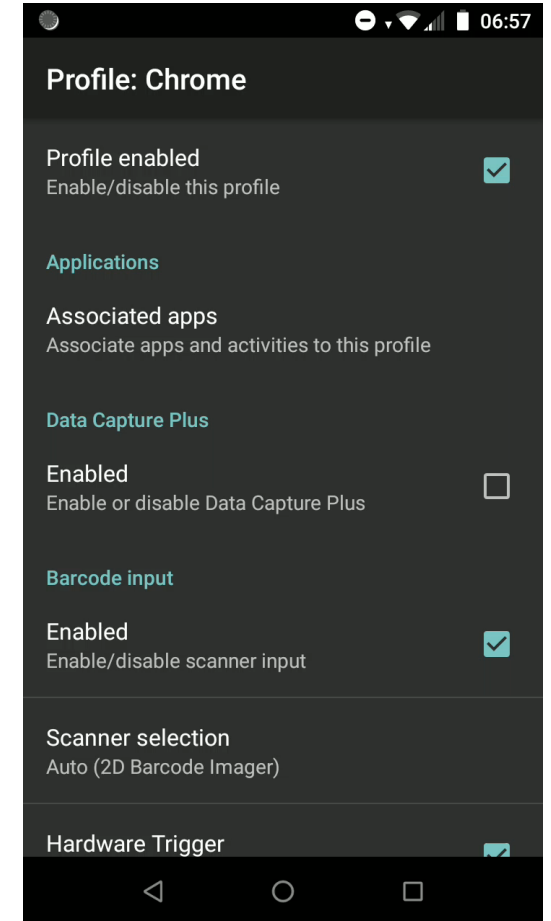 06:57
Profile: Chrome
Profile enabled
Enable/disable this profile
Applications
Associated apps
Associate apps and activities to this profile
Data Capture Plus
Enabled
Enable or disable Data Capture Plus
Barcode input
Enabled
Enable/disable scanner input
Scanner selection
Auto (2D Barcode Imager)
Hardware Trigger